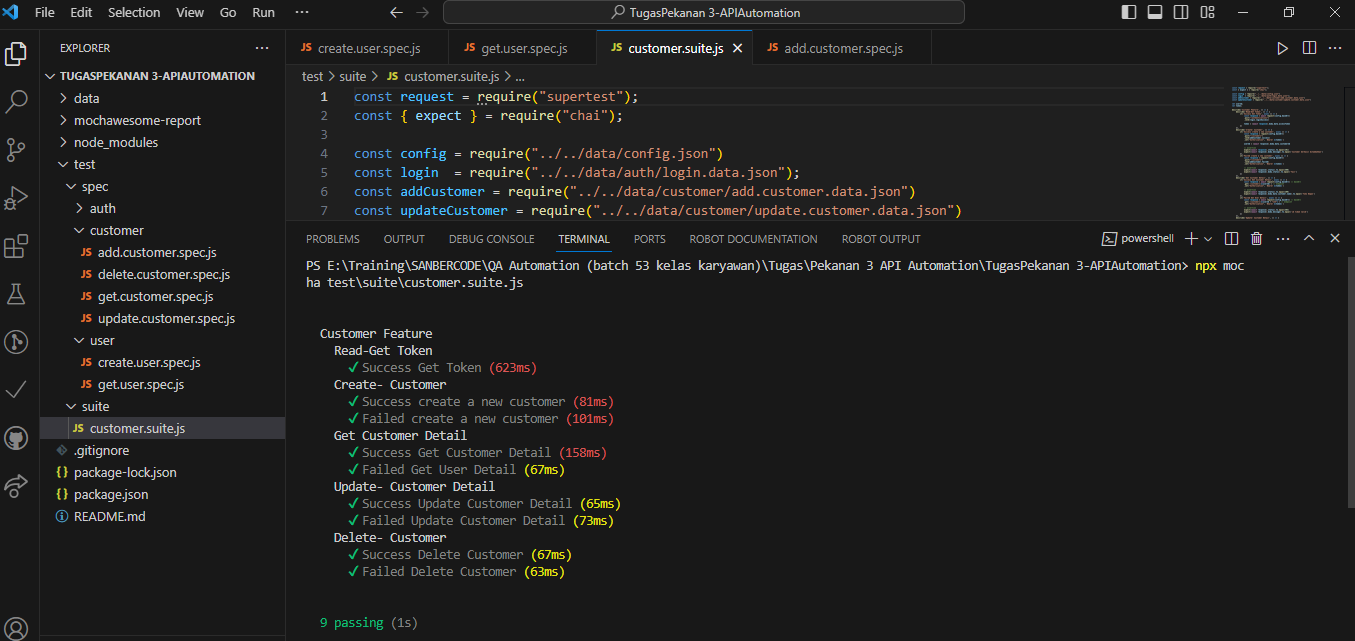 File Edit Selection View Go Run ··· TugasPekanan 3-APIAutomation
EXPLORER ···
TUGASPEKANAN 3-APIAUTOMATION
data
mochawesome-report
node_modules
test
spec
auth
customer
JS add.customer.spec.js
JS delete.customer.spec.js
JS get.customer.spec.js
JS update.customer.spec.js
user
JS create.user.spec.js
JS get.user.spec.js
suite
JS customer.suite.js
.gitignore
{} package-lock.json
{} package.json
README.md
JS create.user.spec.js JS get.user.spec.js JS customer.suite.js JS add.customer.spec.js ···
test > suite > JS customer.suite.js > ...
1 const request = require("supertest");
2 const { expect } = require("chai");
3
4 const config = require("../../data/config.json")
5 const login  = require("../../data/auth/login.data.json");
6 const addCustomer = require("../../data/customer/add.customer.data.json")
7 const updateCustomer = require("../../data/customer/update.customer.data.json")
PROBLEMS OUTPUT DEBUG CONSOLE TERMINAL PORTS ROBOT DOCUMENTATION ROBOT OUTPUT powershell ···
PS E:\Training\SANBERCODE\QA Automation (batch 53 kelas karyawan)\Tugas\Pekanan 3 API Automation\TugasPekanan 3-APIAutomation> npx moc
ha test\suite\customer.suite.js
Customer Feature
Read-Get Token
✓ Success Get Token (623ms)
Create- Customer
✓ Success create a new customer (81ms)
✓ Failed create a new customer (101ms)
Get Customer Detail
✓ Success Get Customer Detail (158ms)
✓ Failed Get User Detail (67ms)
Update- Customer Detail
✓ Success Update Customer Detail (65ms)
✓ Failed Update Customer Detail (73ms)
Delete- Customer
✓ Success Delete Customer (67ms)
✓ Failed Delete Customer (63ms)
9 passing (1s)